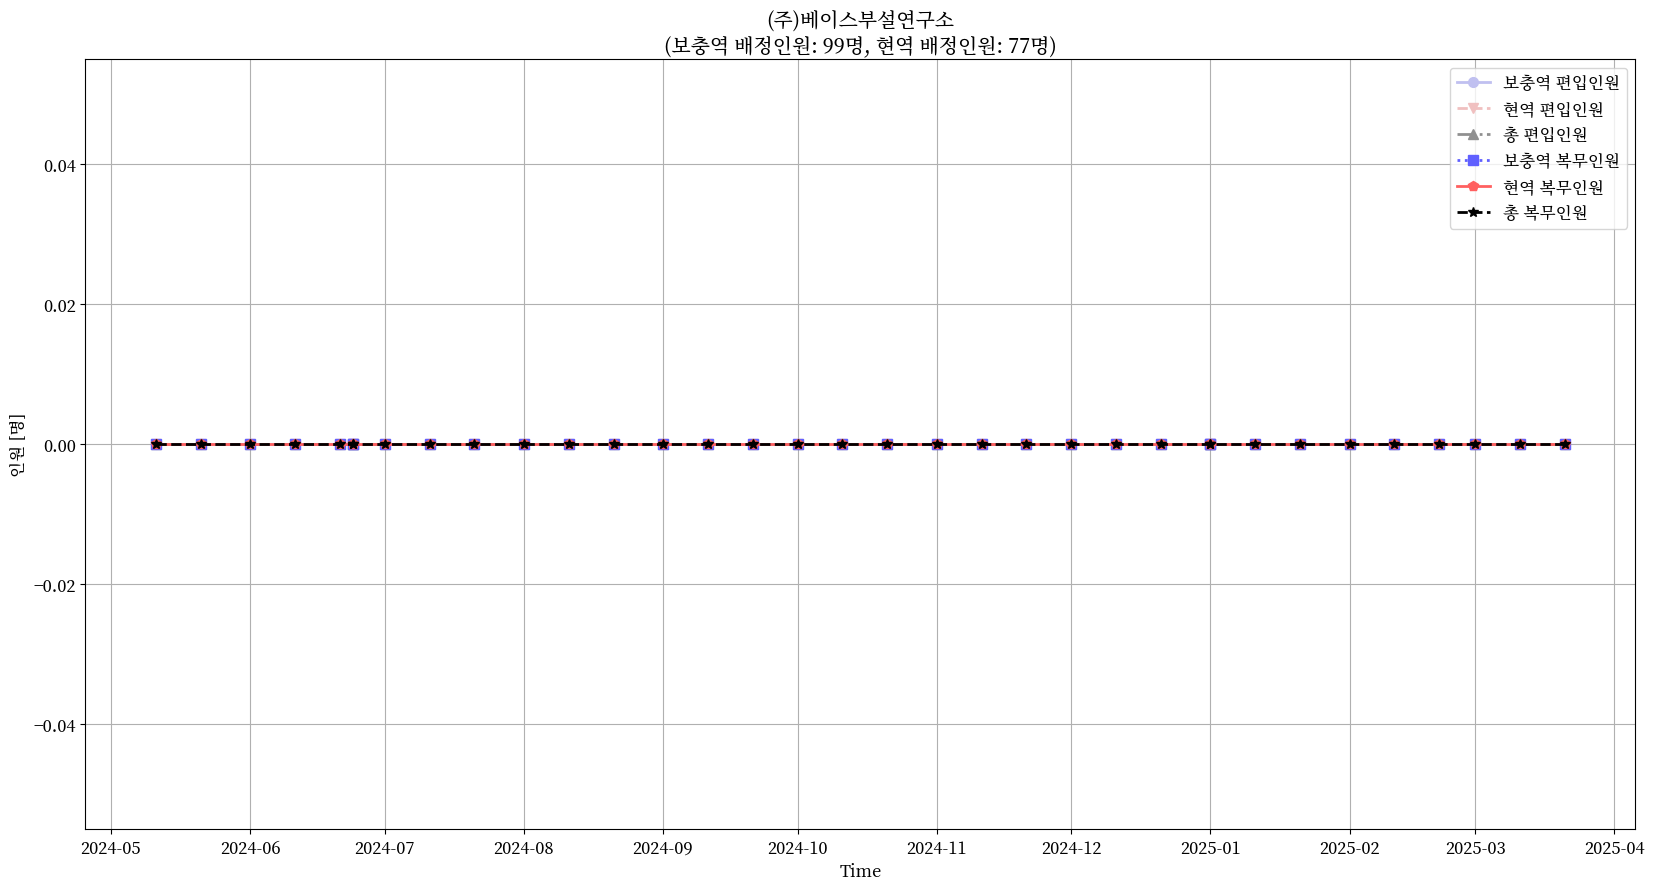 (주)베이스부설연구소
(보충역 배정인원: 99명, 현역 배정인원: 77명)
보충역 편입인원
현역 편입인원
총 편입인원
보충역 복무인원
현역 복무인원
총 복무인원
인원 [명]
0.04
0.02
0.00
−0.02
−0.04
2024-05
2024-06
2024-07
2024-08
2024-09
2024-10
2024-11
2024-12
2025-01
2025-02
2025-03
2025-04
Time